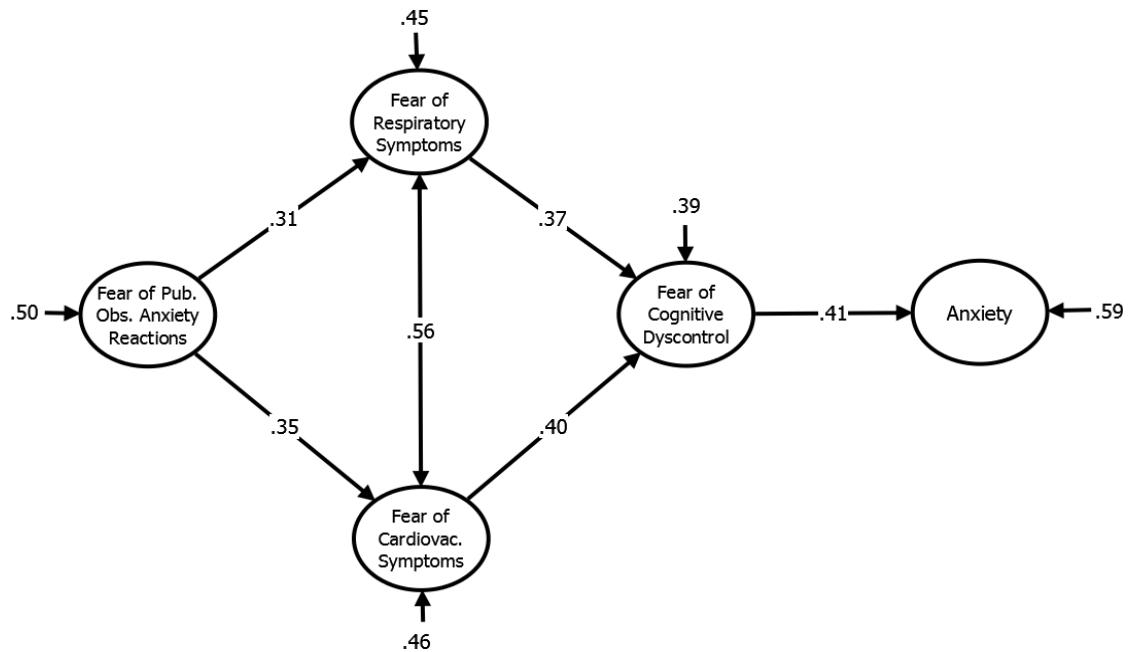 .45
Fear of
Respiratory
Symptoms
.31
.37
.39
.50
Fear of Pub.
Obs. Anxiety
Reactions
.56
Fear of
Cognitive
Dyscontrol
.41
Anxiety
.59
.35
.40
Fear of
Cardiovac.
Symptoms
.46